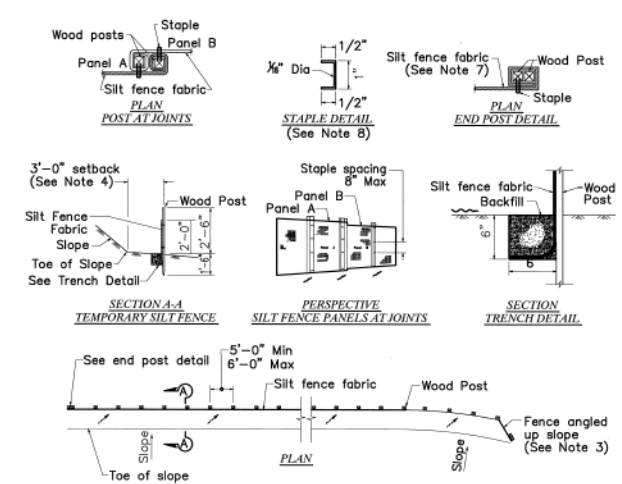 Staple
Wood posts
Panel B
Panel A
Silt fence fabric
PLAN
POST AT JOINTS
1/2"
1/16" Dia
1"
1/2"
STAPLE DETAIL
(See Note 8)
Silt fence fabric
(See Note 7)
Wood Post
Staple
PLAN
END POST DETAIL
3'-0" setback
(See Note 4)
Wood Post
Silt Fence
Fabric
Slope
2'-0"
2'-6"
1'-6"
Toe of Slope
See Trench Detail
SECTION A-A
TEMPORARY SILT FENCE
Staple spacing
8" Max
Panel B
Panel A
PERSPECTIVE
SILT FENCE PANELS AT JOINTS
Silt fence fabric
Wood
Post
Backfill
6"
6
SECTION
TRENCH DETAIL
5'-0" Min
6'-0" Max
See end post detail
A
Silt fence fabric
Wood Post
Fence angled
up slope
(See Note 3)
Slope
A
Slope
Toe of slope
PLAN